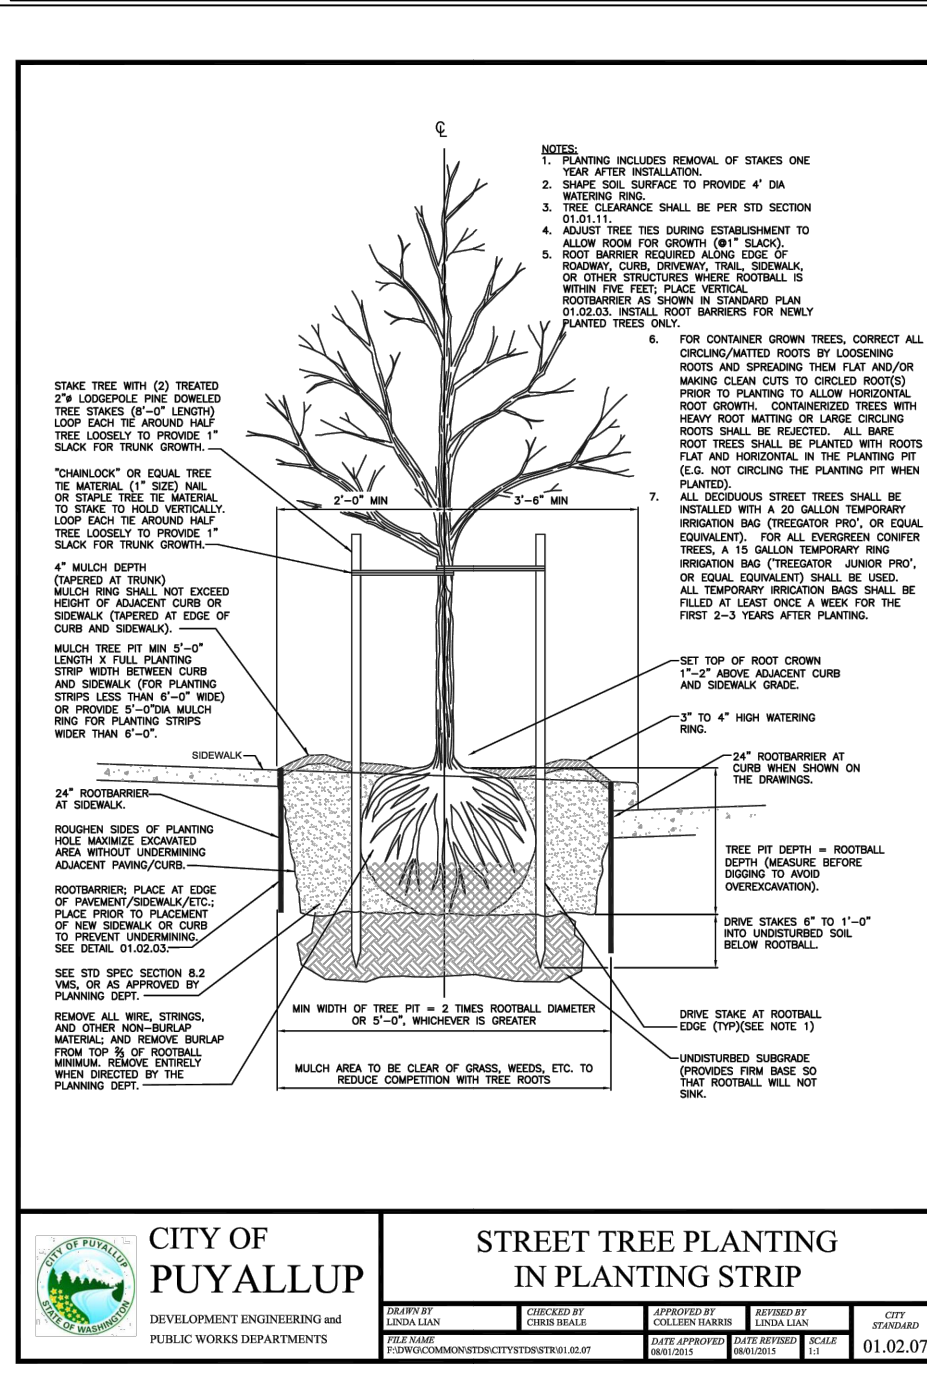 ℄
NOTES:
1. PLANTING INCLUDES REMOVAL OF STAKES ONE
YEAR AFTER INSTALLATION.
2. SHAPE SOIL SURFACE TO PROVIDE 4' DIA
WATERING RING.
3. TREE CLEARANCE SHALL BE PER STD SECTION
01.01.11.
4. ADJUST TREE TIES DURING ESTABLISHMENT TO
ALLOW ROOM FOR GROWTH (@1" SLACK).
5. ROOT BARRIER REQUIRED ALONG EDGE OF
ROADWAY, CURB, DRIVEWAY, TRAIL, SIDEWALK,
OR OTHER STRUCTURES WHERE ROOTBALL IS
WITHIN FIVE FEET; PLACE VERTICAL
ROOTBARRIER AS SHOWN IN STANDARD PLAN
01.02.03. INSTALL ROOT BARRIERS FOR NEWLY
PLANTED TREES ONLY.
6. FOR CONTAINER GROWN TREES, CORRECT ALL
CIRCLING/MATTED ROOTS BY LOOSENING
ROOTS AND SPREADING THEM FLAT AND/OR
MAKING CLEAN CUTS TO CIRCLED ROOT(S)
PRIOR TO PLANTING TO ALLOW HORIZONTAL
ROOT GROWTH. CONTAINERIZED TREES WITH
HEAVY ROOT MATTING OR LARGE CIRCLING
ROOTS SHALL BE REJECTED. ALL BARE
ROOT TREES SHALL BE PLANTED WITH ROOTS
FLAT AND HORIZONTAL IN THE PLANTING PIT
(E.G. NOT CIRCLING THE PLANTING PIT WHEN
PLANTED).
7. ALL DECIDUOUS STREET TREES SHALL BE
INSTALLED WITH A 20 GALLON TEMPORARY
IRRIGATION BAG (TREEGATOR PRO', OR EQUAL
EQUIVALENT). FOR ALL EVERGREEN CONIFER
TREES, A 15 GALLON TEMPORARY RING
IRRIGATION BAG ('TREEGATOR JUNIOR PRO',
OR EQUAL EQUIVALENT) SHALL BE USED.
ALL TEMPORARY IRRICATION BAGS SHALL BE
FILLED AT LEAST ONCE A WEEK FOR THE
FIRST 2-3 YEARS AFTER PLANTING.
STAKE TREE WITH (2) TREATED
2"ø LODGEPOLE PINE DOWELED
TREE STAKES (8'-0" LENGTH)
LOOP EACH TIE AROUND HALF
TREE LOOSELY TO PROVIDE 1"
SLACK FOR TRUNK GROWTH.
"CHAINLOCK" OR EQUAL TREE
TIE MATERIAL (1" SIZE) NAIL
OR STAPLE TREE TIE MATERIAL
TO STAKE TO HOLD VERTICALLY.
LOOP EACH TIE AROUND HALF
TREE LOOSELY TO PROVIDE 1"
SLACK FOR TRUNK GROWTH.
2'-0" MIN
3'-6" MIN
4" MULCH DEPTH
(TAPERED AT TRUNK)
MULCH RING SHALL NOT EXCEED
HEIGHT OF ADJACENT CURB OR
SIDEWALK (TAPERED AT EDGE OF
CURB AND SIDEWALK).
MULCH TREE PIT MIN 5'-0"
LENGTH X FULL PLANTING
STRIP WIDTH BETWEEN CURB
AND SIDEWALK (FOR PLANTING
STRIPS LESS THAN 6'-0" WIDE)
OR PROVIDE 5'-0"DIA MULCH
RING FOR PLANTING STRIPS
WIDER THAN 6'-0".
SIDEWALK
24" ROOTBARRIER
AT SIDEWALK.
ROUGHEN SIDES OF PLANTING
HOLE MAXIMIZE EXCAVATED
AREA WITHOUT UNDERMINING
ADJACENT PAVING/CURB.
ROOTBARRIER; PLACE AT EDGE
OF PAVEMENT/SIDEWALK/ETC.;
PLACE PRIOR TO PLACEMENT
OF NEW SIDEWALK OR CURB
TO PREVENT UNDERMINING.
SEE DETAIL 01.02.03.
SEE STD SPEC SECTION 8.2
VMS, OR AS APPROVED BY
PLANNING DEPT.
REMOVE ALL WIRE, STRINGS,
AND OTHER NON-BURLAP
MATERIAL; AND REMOVE BURLAP
FROM TOP ⅔ OF ROOTBALL
MINIMUM. REMOVE ENTIRELY
WHEN DIRECTED BY THE
PLANNING DEPT.
SET TOP OF ROOT CROWN
1"-2" ABOVE ADJACENT CURB
AND SIDEWALK GRADE.
3" TO 4" HIGH WATERING
RING.
24" ROOTBARRIER AT
CURB WHEN SHOWN ON
THE DRAWINGS.
TREE PIT DEPTH = ROOTBALL
DEPTH (MEASURE BEFORE
DIGGING TO AVOID
OVEREXCAVATION).
DRIVE STAKES 6" TO 1'-0"
INTO UNDISTURBED SOIL
BELOW ROOTBALL.
DRIVE STAKE AT ROOTBALL
EDGE (TYP)(SEE NOTE 1)
UNDISTURBED SUBGRADE
(PROVIDES FIRM BASE SO
THAT ROOTBALL WILL NOT
SINK.
MIN WIDTH OF TREE PIT = 2 TIMES ROOTBALL DIAMETER
OR 5'-0", WHICHEVER IS GREATER
MULCH AREA TO BE CLEAR OF GRASS, WEEDS, ETC. TO
REDUCE COMPETITION WITH TREE ROOTS
CITY OF PUYALLUP
STATE OF WASHINGTON
CITY OF
PUYALLUP
DEVELOPMENT ENGINEERING and
PUBLIC WORKS DEPARTMENTS
STREET TREE PLANTING
IN PLANTING STRIP
DRAWN BY
LINDA LIAN
CHECKED BY
CHRIS BEALE
APPROVED BY
COLLEEN HARRIS
REVISED BY
LINDA LIAN
CITY
STANDARD
FILE NAME
F:\DWG\COMMON\STDS\CITYSTDS\STR\01.02.07
DATE APPROVED
08/01/2015
DATE REVISED
08/01/2015
SCALE
1:1
01.02.07